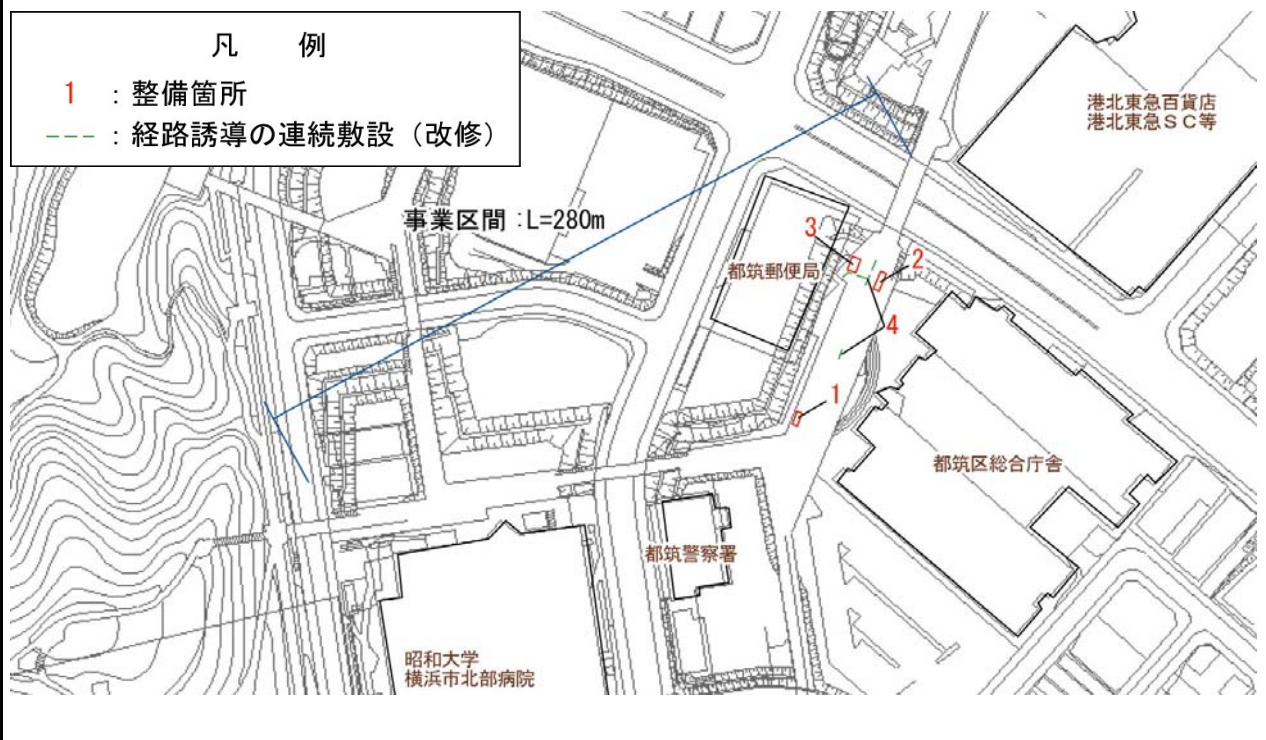 凡　例
1 ：整備箇所
--- ：経路誘導の連続敷設（改修）
港北東急百貨店
港北東急ＳＣ等
事業区間：L=280m
3
2
都筑郵便局
4
1
都筑区総合庁舎
都筑警察署
昭和大学
横浜市北部病院